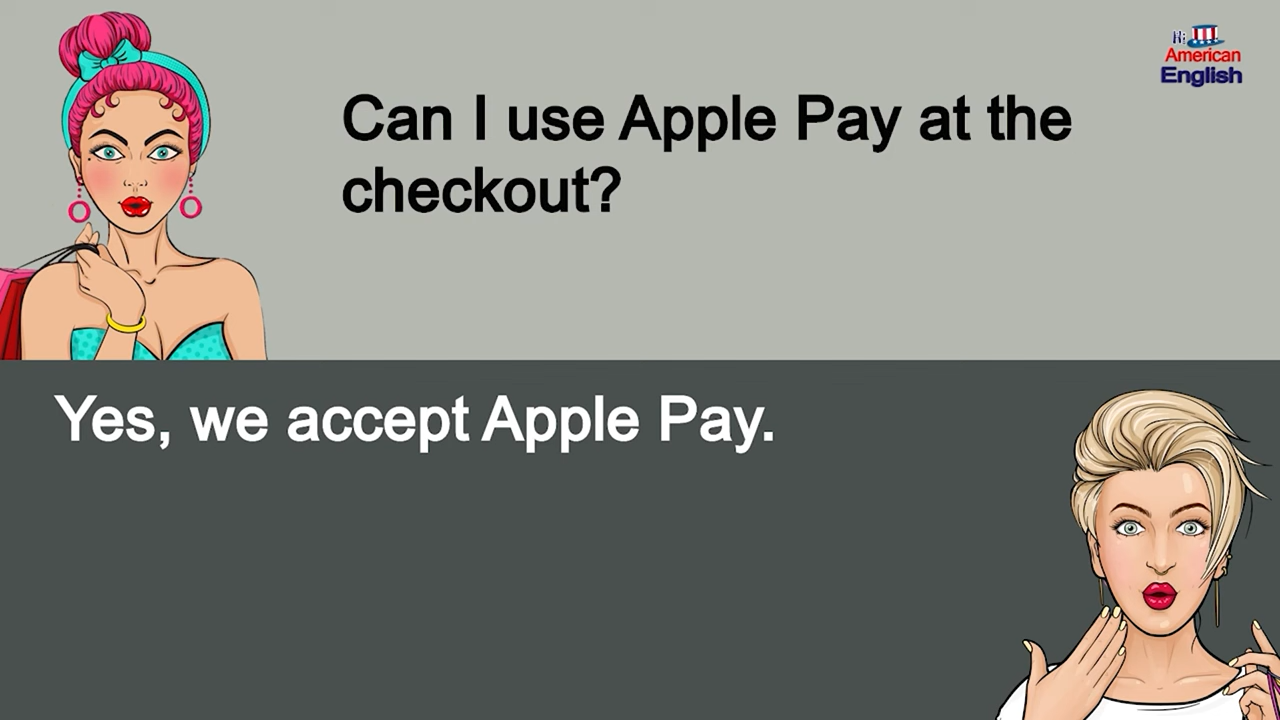 Hi
American
English
Can I use Apple Pay at the
checkout?
Yes, we accept Apple Pay.